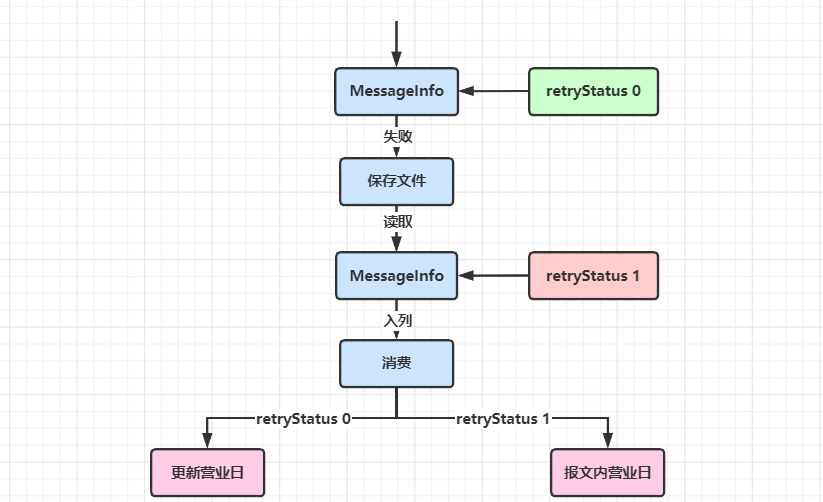 MessageInfo
retryStatus 0
失败
保存文件
读取
MessageInfo
retryStatus 1
入列
消费
retryStatus 0
retryStatus 1
更新营业日
报文内营业日